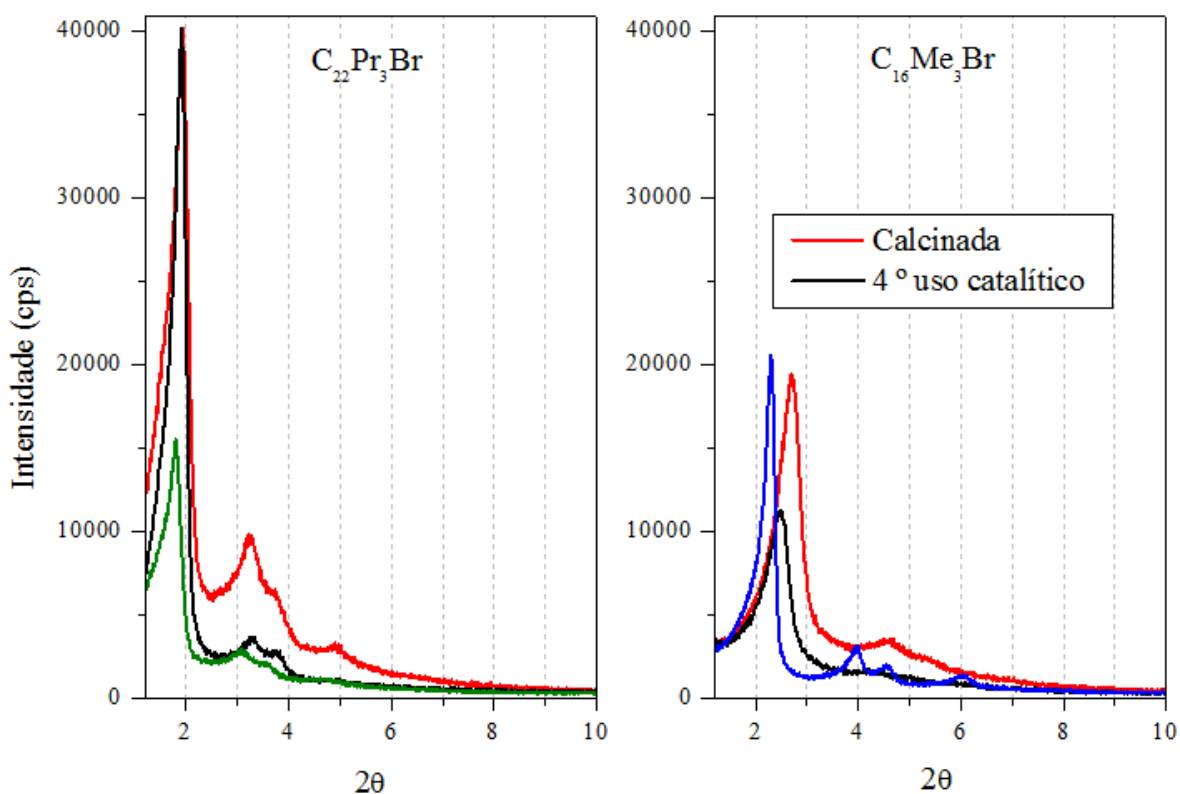 C₂₂Pr₃Br
C₁₆Me₃Br
Intensidade (cps)
40000
30000
20000
10000
0
2
4
6
8
10
2θ
40000
30000
20000
10000
0
2
4
6
8
10
2θ
Calcinada
4 º uso catalítico